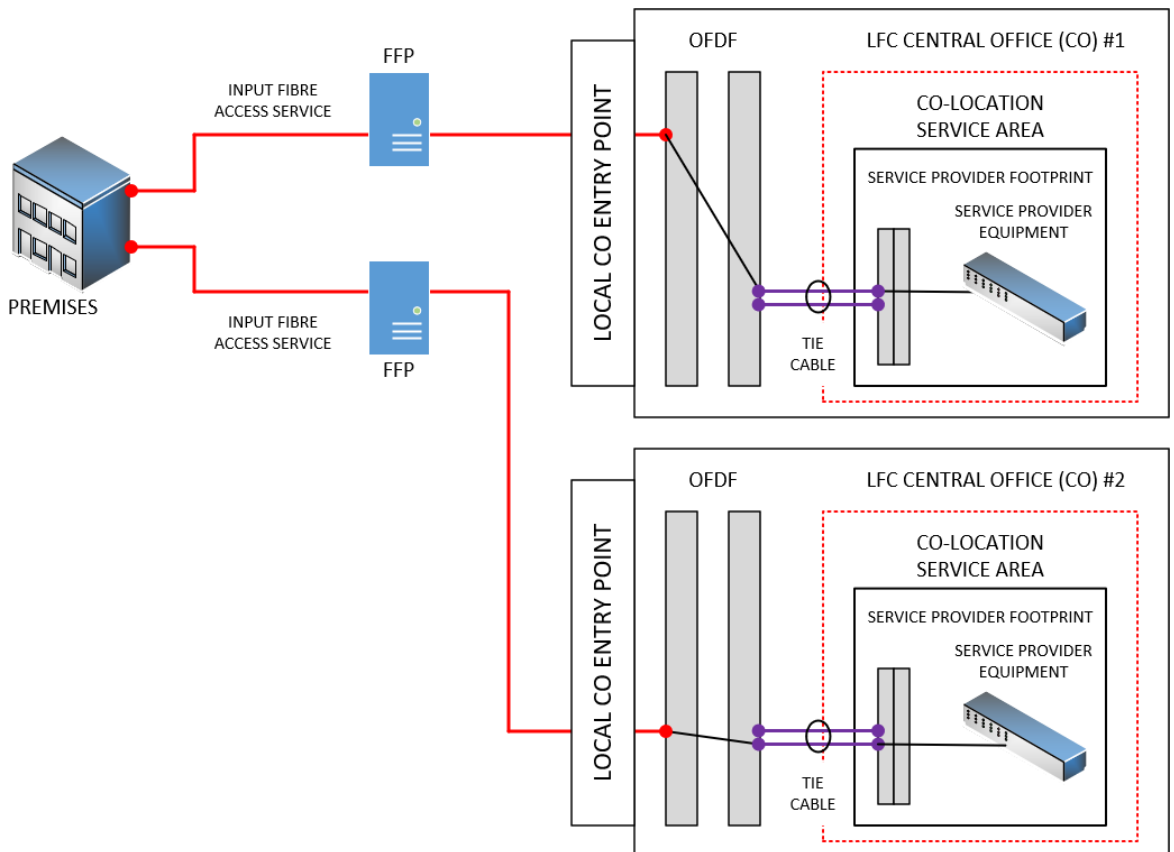 OFDF
LFC CENTRAL OFFICE (CO) #1
FFP
INPUT FIBRE
ACCESS SERVICE
CO-LOCATION
SERVICE AREA
LOCAL CO ENTRY POINT
SERVICE PROVIDER FOOTPRINT
SERVICE PROVIDER
EQUIPMENT
PREMISES
INPUT FIBRE
ACCESS SERVICE
FFP
TIE
CABLE
OFDF
LFC CENTRAL OFFICE (CO) #2
CO-LOCATION
SERVICE AREA
LOCAL CO ENTRY POINT
SERVICE PROVIDER FOOTPRINT
SERVICE PROVIDER
EQUIPMENT
TIE
CABLE